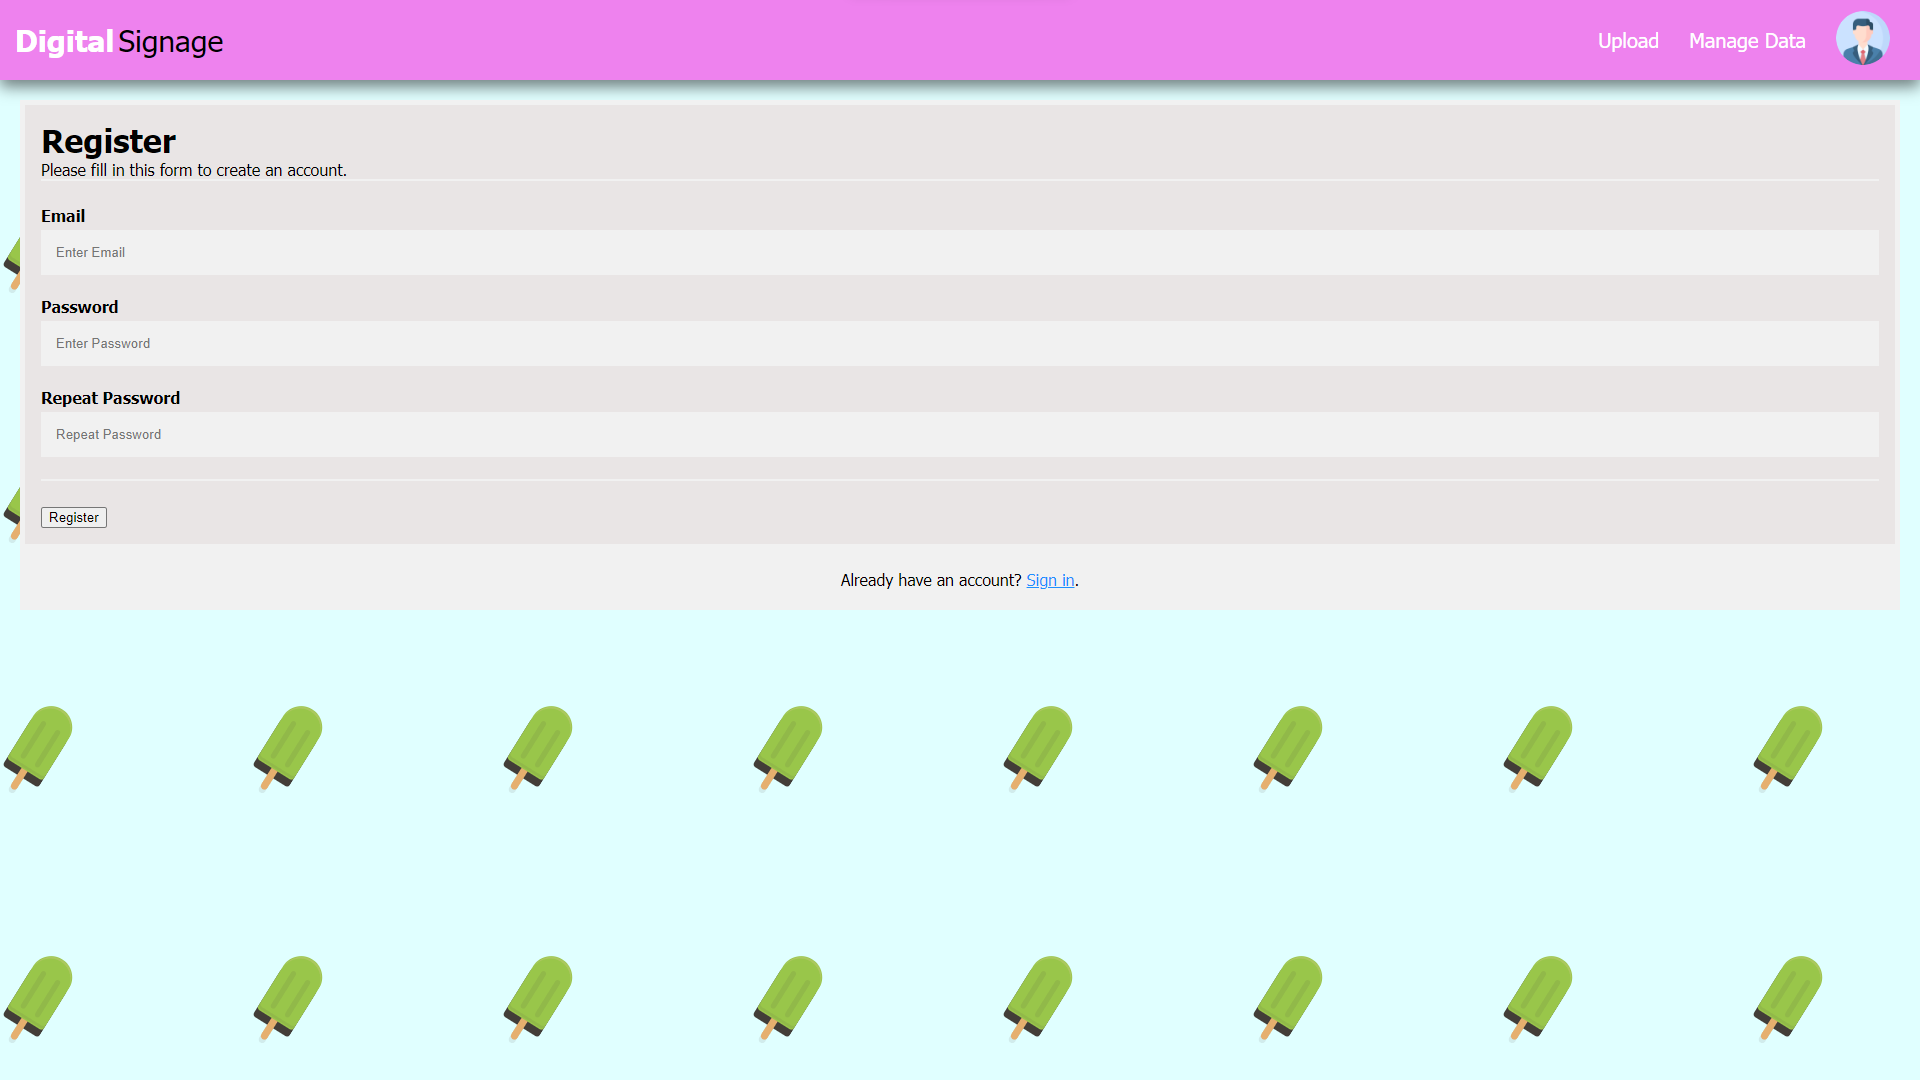 Digital Signage
Upload
Manage Data
Register
Please fill in this form to create an account.
Email
Enter Email
Password
Enter Password
Repeat Password
Repeat Password
Register
Already have an account? Sign in.